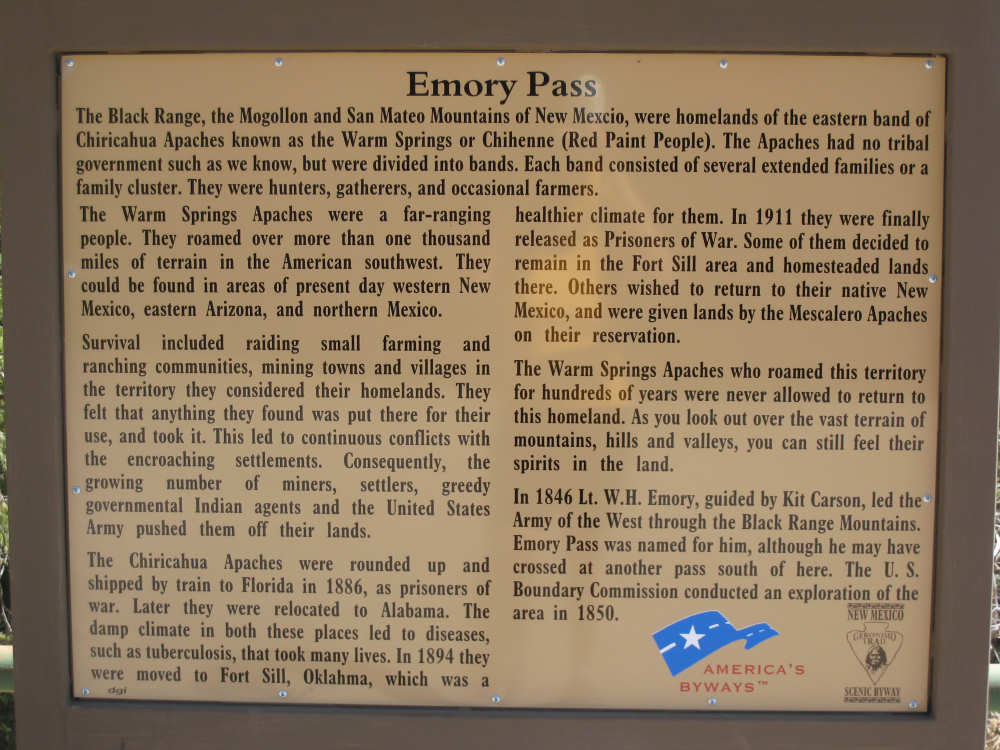 Emory Pass
The Black Range, the Mogollon and San Mateo Mountains of New Mexcio, were homelands of the eastern band of
Chiricahua Apaches known as the Warm Springs or Chihenne (Red Paint People). The Apaches had no tribal
government such as we know, but were divided into bands. Each band consisted of several extended families or a
family cluster. They were hunters, gatherers, and occasional farmers.
The Warm Springs Apaches were a far-ranging
people. They roamed over more than one thousand
miles of terrain in the American southwest. They
could be found in areas of present day western New
Mexico, eastern Arizona, and northern Mexico.
Survival included raiding small farming and
ranching communities, mining towns and villages in
the territory they considered their homelands. They
felt that anything they found was put there for their
use, and took it. This led to continuous conflicts with
the encroaching settlements. Consequently, the
growing number of miners, settlers, greedy
governmental Indian agents and the United States
Army pushed them off their lands.
The Chiricahua Apaches were rounded up and
shipped by train to Florida in 1886, as prisoners of
war. Later they were relocated to Alabama. The
damp climate in both these places led to diseases,
such as tuberculosis, that took many lives. In 1894 they
were moved to Fort Sill, Oklahma, which was a
dgi
healthier climate for them. In 1911 they were finally
released as Prisoners of War. Some of them decided to
remain in the Fort Sill area and homesteaded lands
there. Others wished to return to their native New
Mexico, and were given lands by the Mescalero Apaches
on their reservation.
The Warm Springs Apaches who roamed this territory
for hundreds of years were never allowed to return to
this homeland. As you look out over the vast terrain of
mountains, hills and valleys, you can still feel their
spirits in the land.
In 1846 Lt. W.H. Emory, guided by Kit Carson, led the
Army of the West through the Black Range Mountains.
Emory Pass was named for him, although he may have
crossed at another pass south of here. The U. S.
Boundary Commission conducted an exploration of the
area in 1850.
AMERICA'S
BYWAYS™
NEW MEXICO
GERONIMO
TRAIL
SCENIC BYWAY